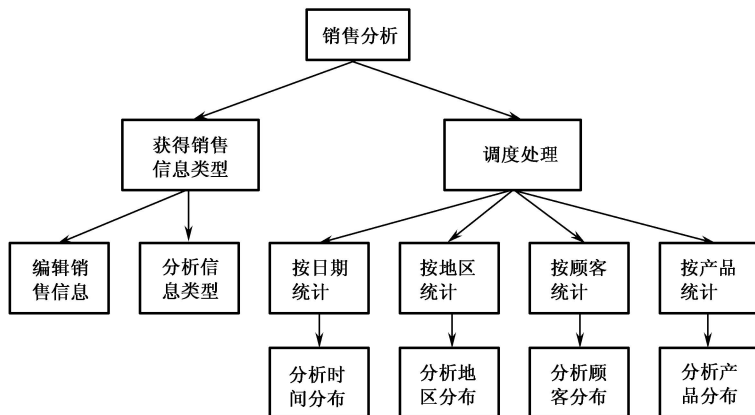 销售分析
获得销售
信息类型
调度处理
编辑销
售信息
分析信
息类型
按日期
统计
按地区
统计
按顾客
统计
按产品
统计
分析时
间分布
分析地
区分布
分析顾
客分布
分析产
品分布